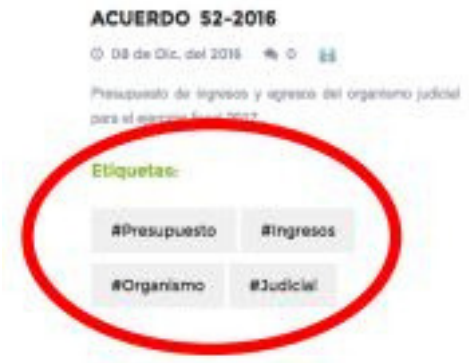 ACUERDO 52-2016
08 de Dic. del 2016 0
Presupuesto de ingresos y egresos del organismo judicial
para el ejercicio fiscal 2017
Etiquetas:
#Presupuesto #Ingresos
#Organismo #Judicial